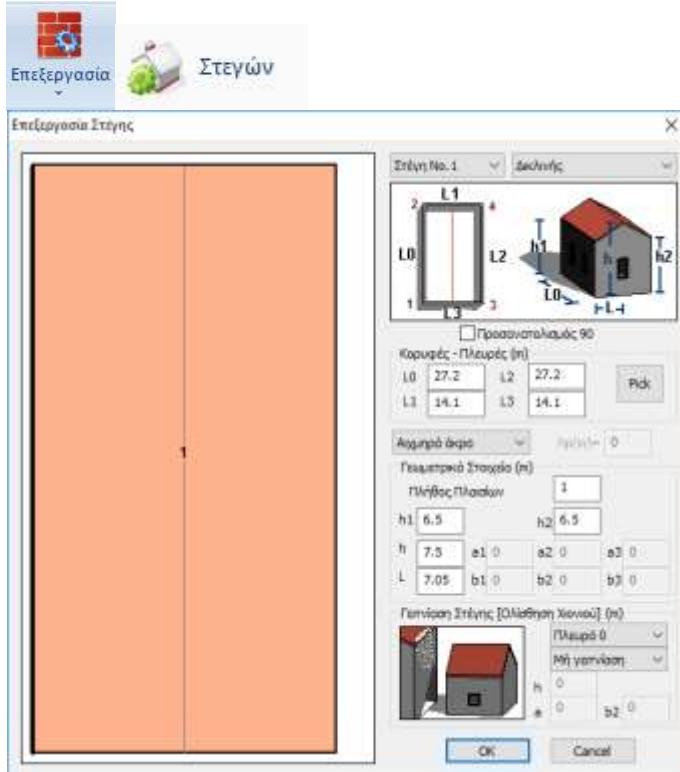 Επεξεργασία
Στεγών
Επεξεργασία Στέγης
Στέγη No. 1 Δικλινής
L1
2 4
L0 L2
1 3
L3
h1 h h2
L0 L
Προσανατολισμός 90
Κορυφές - Πλευρές (m)
L0 27.2 L2 27.2
Pick
L1 14.1 L3 14.1
1
Αιχμηρό άκρο 0
Γεωμετρικά Στοιχεία (m)
Πλήθος Πλαισίων 1
h1 6.5 h2 6.5
h 7.5 a1 0 a2 0 a3 0
L 7.05 b1 0 b2 0 b3 0
Γειτνίαση Στέγης [Ολίσθηση Χιονιού] (m)
Πλευρά 0
Μή γειτνίαση
h 0
a 0 b2 0
OK Cancel